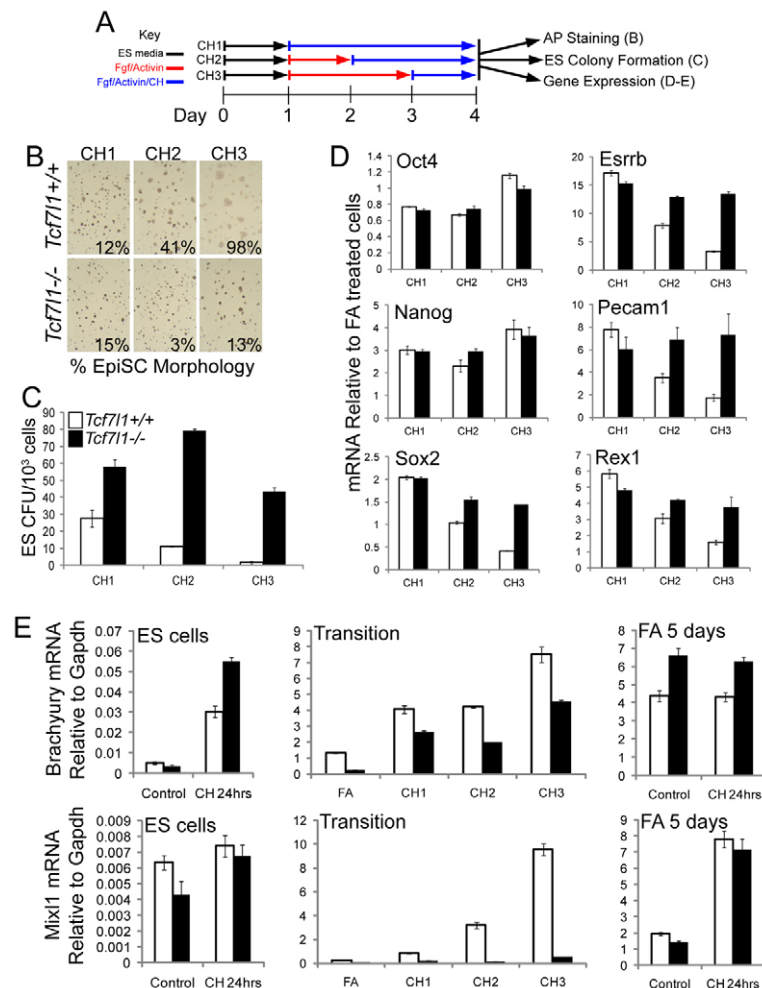 A
Key
ES media
Fgf/Activin
Fgf/Activin/CH
CH1
CH2
CH3
Day 0 1 2 3 4
AP Staining (B)
ES Colony Formation (C)
Gene Expression (D-E)
B
CH1 CH2 CH3
Tcf7l1+/+
12% 41% 98%
Tcf7l1-/-
15% 3% 13%
% EpiSC Morphology
C
Tcf7l1+/+
Tcf7l1-/-
ES CFU/10³ cells
90
80
70
60
50
40
30
20
10
0
CH1 CH2 CH3
D
mRNA Relative to FA treated cells
Oct4
1.4
1.2
1
0.8
0.6
0.4
0.2
0
CH1 CH2 CH3
Esrrb
20
15
10
5
0
CH1 CH2 CH3
Nanog
5
4
3
2
1
0
CH1 CH2 CH3
Pecam1
10
8
6
4
2
0
CH1 CH2 CH3
Sox2
2.5
2
1.5
1
0.5
0
CH1 CH2 CH3
Rex1
7
6
5
4
3
2
1
0
CH1 CH2 CH3
E
Brachyury mRNA
Relative to Gapdh
ES cells
0.07
0.06
0.05
0.04
0.03
0.02
0.01
0
Control CH 24hrs
Transition
9
8
7
6
5
4
3
2
1
0
FA CH1 CH2 CH3
FA 5 days
8
7
6
5
4
3
2
1
0
Control CH 24hrs
Mixl1 mRNA
Relative to Gapdh
ES cells
0.009
0.008
0.007
0.006
0.005
0.004
0.003
0.002
0.001
0
Control CH 24hrs
Transition
12
10
8
6
4
2
0
FA CH1 CH2 CH3
FA 5 days
9
8
7
6
5
4
3
2
1
0
Control CH 24hrs